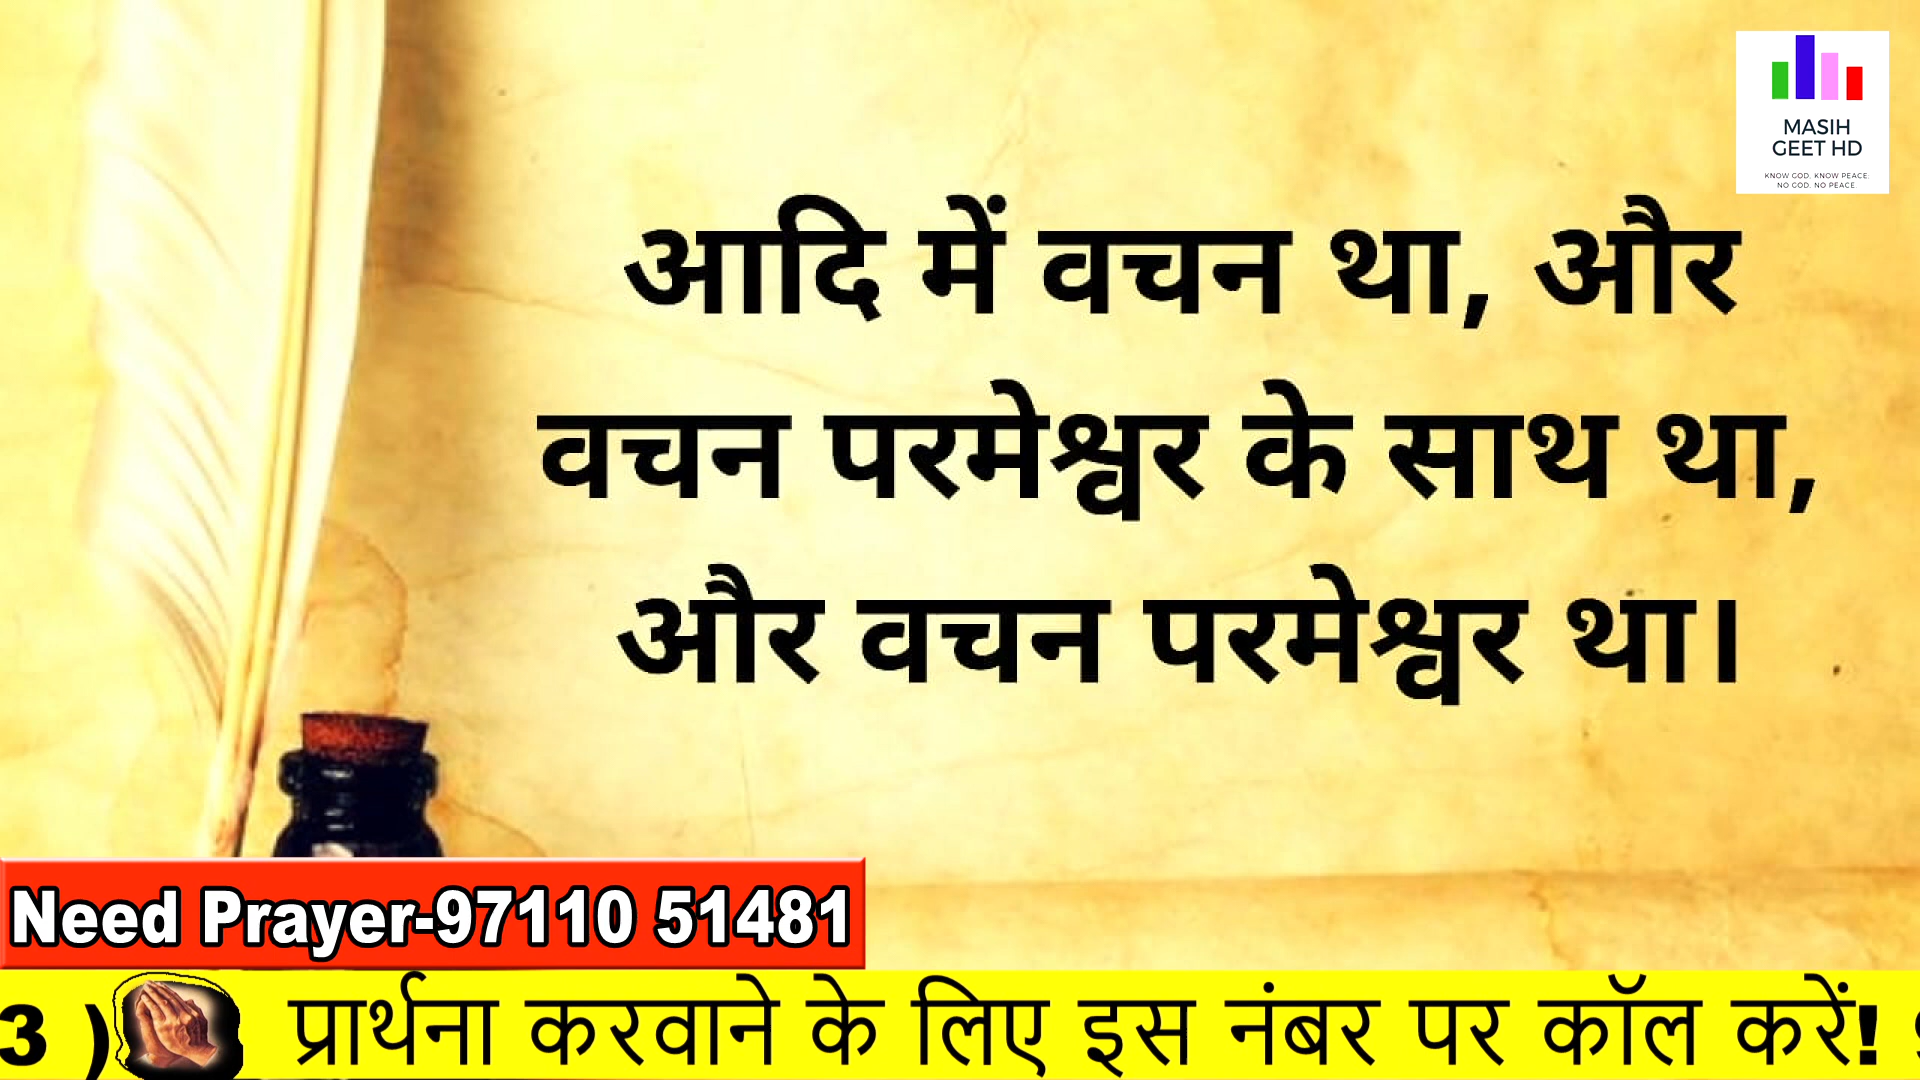 MASIH
GEET HD
KNOW GOD. KNOW PEACE.
NO GOD. NO PEACE.
आदि में वचन था, और
वचन परमेश्वर के साथ था,
और वचन परमेश्वर था।
Need Prayer-97110 51481
3 ) प्रार्थना करवाने के लिए इस नंबर पर कॉल करें!